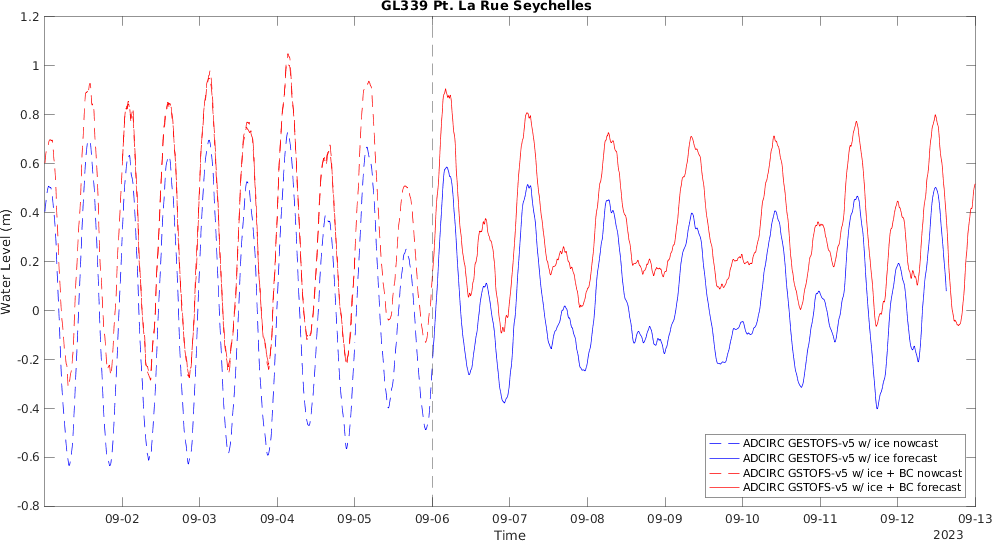 GL339 Pt. La Rue Seychelles
1.2
1
0.8
0.6
0.4
0.2
0
-0.2
-0.4
-0.6
-0.8
Water Level (m)
ADCIRC GESTOFS-v5 w/ ice nowcast
ADCIRC GESTOFS-v5 w/ ice forecast
ADCIRC GSTOFS-v5 w/ ice + BC nowcast
ADCIRC GSTOFS-v5 w/ ice + BC forecast
09-02 09-03 09-04 09-05 09-06 09-07 09-08 09-09 09-10 09-11 09-12 09-13
Time
2023